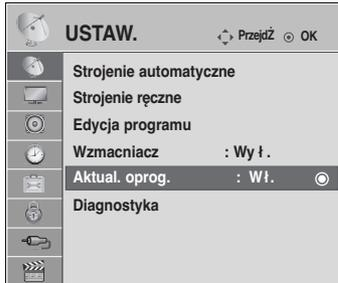 USTAW. PrzejdŹ OK
Strojenie automatyczne
Strojenie ręczne
Edycja programu
Wzmacniacz : Wył.
Aktual. oprog. : Wł.
Diagnostyka